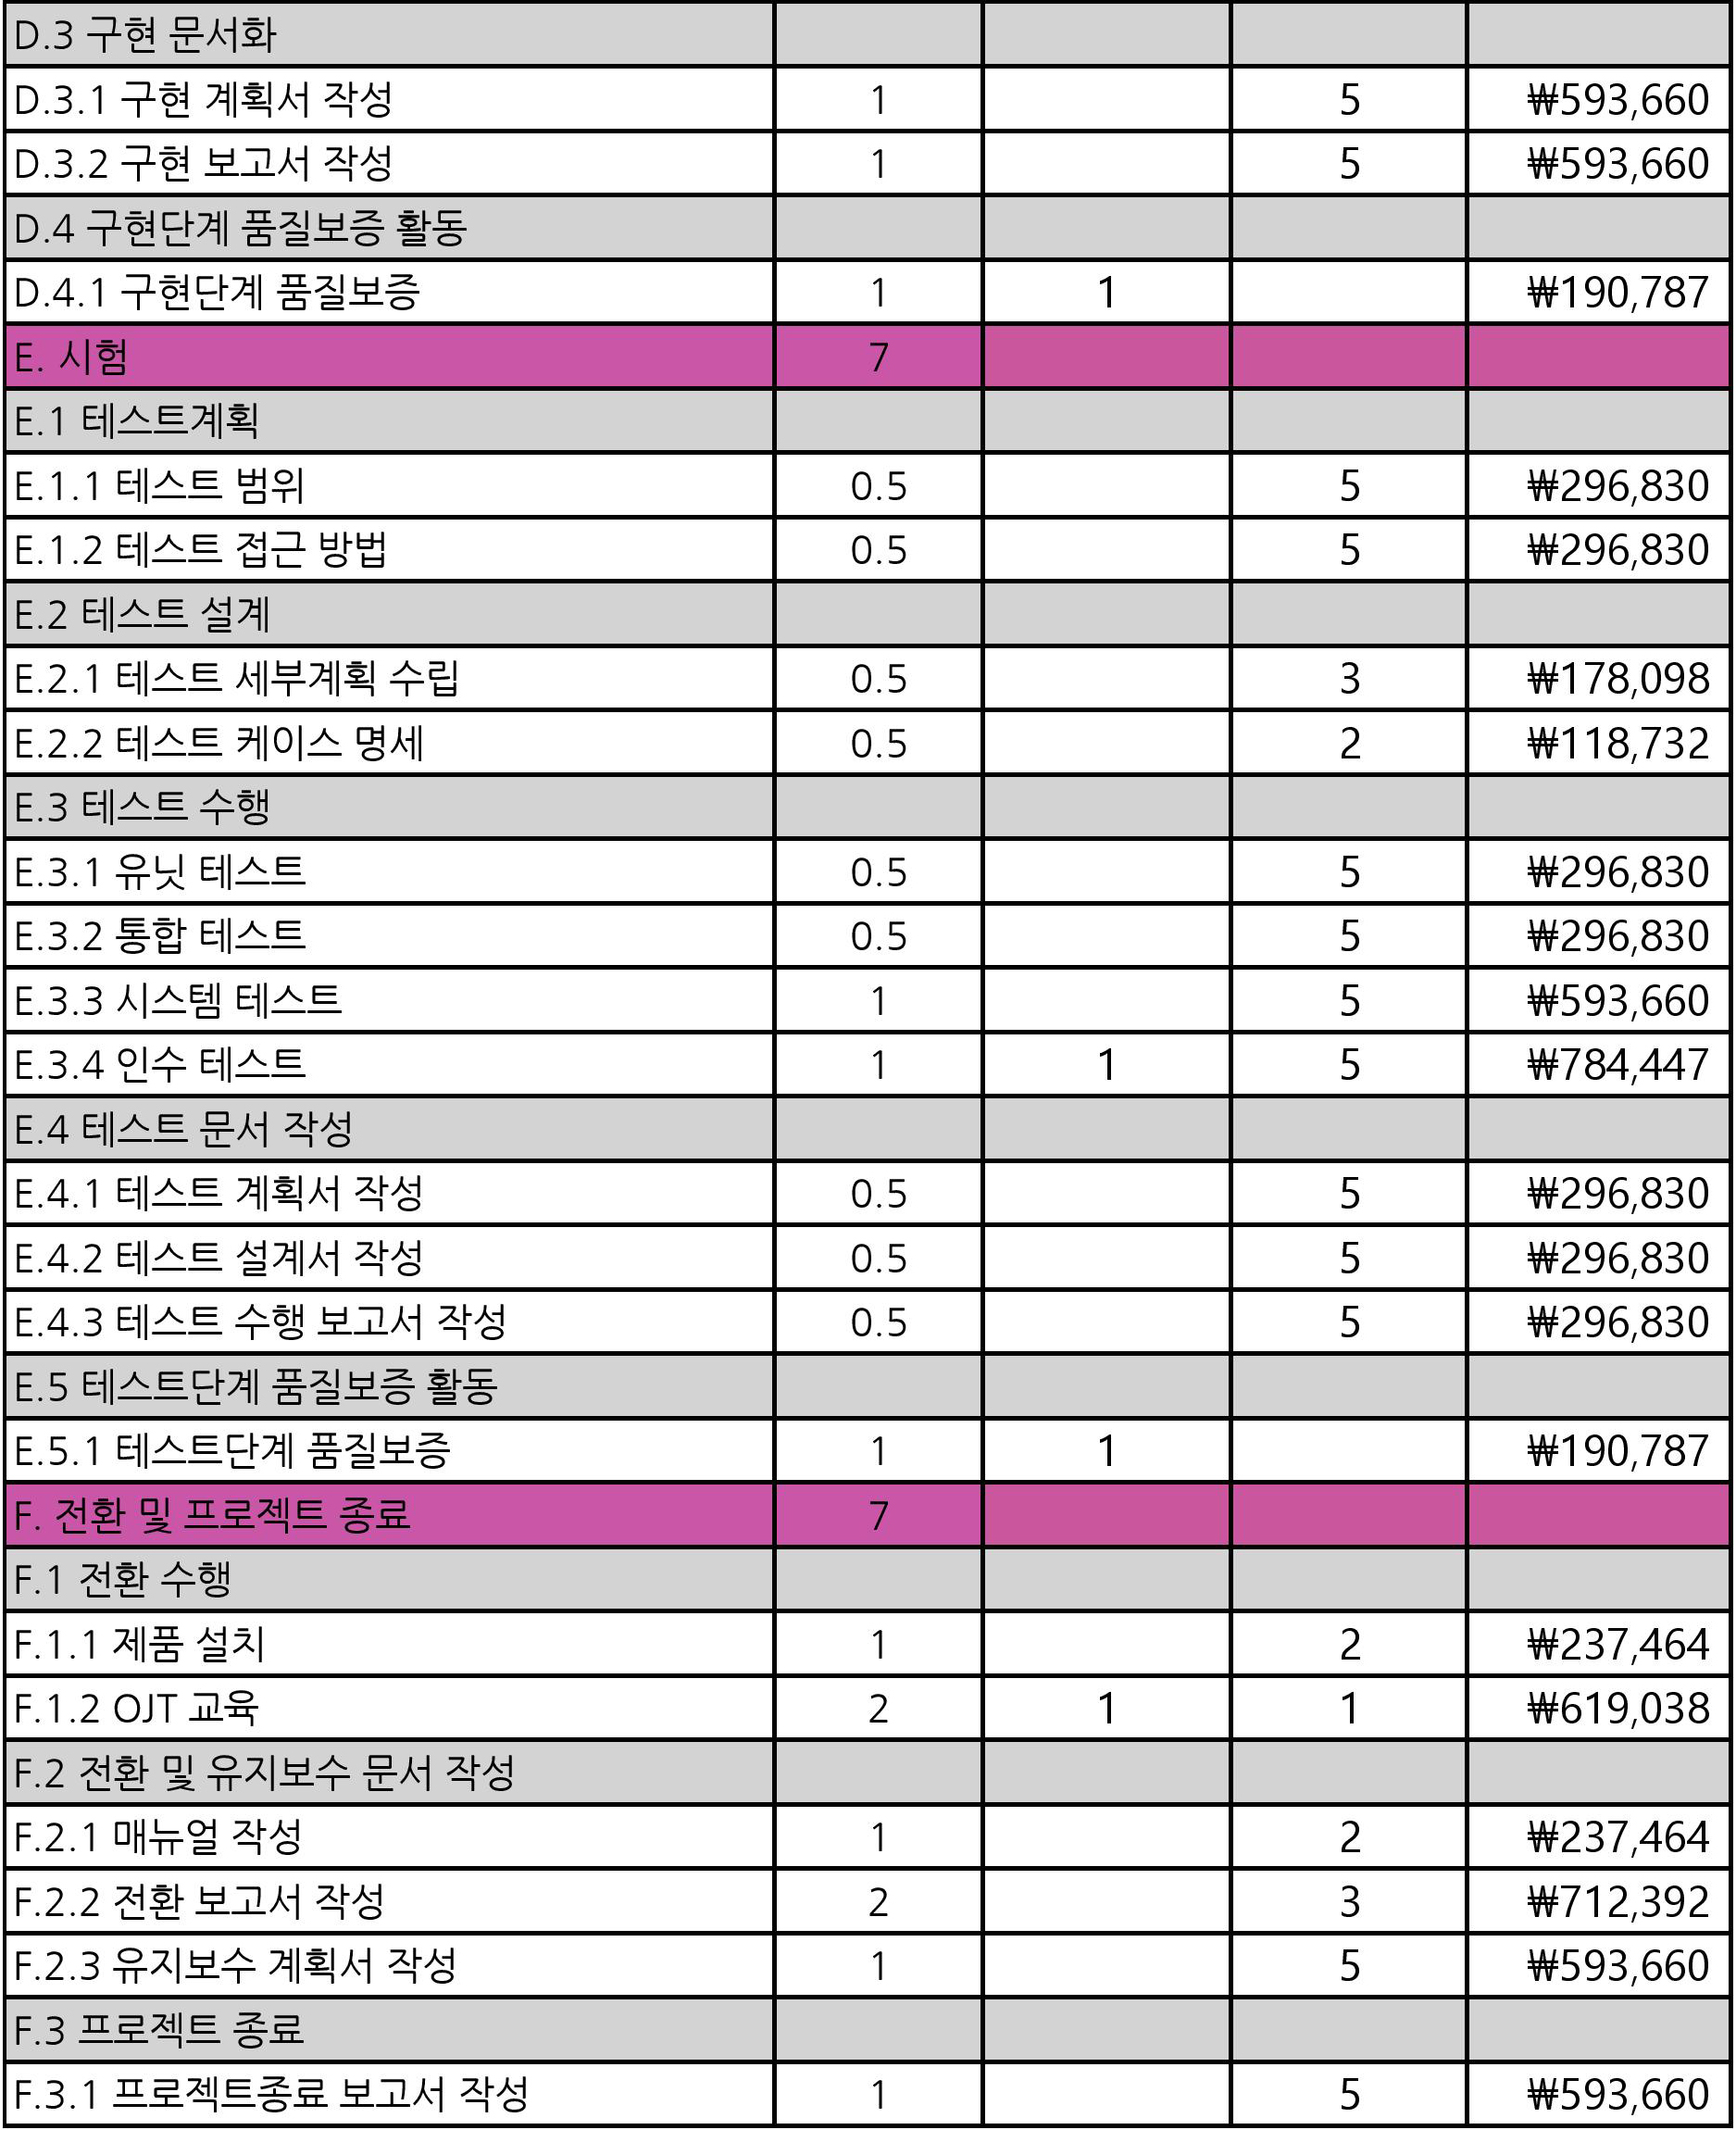 D.3 구현 문서화
D.3.1 구현 계획서 작성 1 5 ₩593,660
D.3.2 구현 보고서 작성 1 5 ₩593,660
D.4 구현단계 품질보증 활동
D.4.1 구현단계 품질보증 1 1 ₩190,787
E. 시험 7
E.1 테스트계획
E.1.1 테스트 범위 0.5 5 ₩296,830
E.1.2 테스트 접근 방법 0.5 5 ₩296,830
E.2 테스트 설계
E.2.1 테스트 세부계획 수립 0.5 3 ₩178,098
E.2.2 테스트 케이스 명세 0.5 2 ₩118,732
E.3 테스트 수행
E.3.1 유닛 테스트 0.5 5 ₩296,830
E.3.2 통합 테스트 0.5 5 ₩296,830
E.3.3 시스템 테스트 1 5 ₩593,660
E.3.4 인수 테스트 1 1 5 ₩784,447
E.4 테스트 문서 작성
E.4.1 테스트 계획서 작성 0.5 5 ₩296,830
E.4.2 테스트 설계서 작성 0.5 5 ₩296,830
E.4.3 테스트 수행 보고서 작성 0.5 5 ₩296,830
E.5 테스트단계 품질보증 활동
E.5.1 테스트단계 품질보증 1 1 ₩190,787
F. 전환 및 프로젝트 종료 7
F.1 전환 수행
F.1.1 제품 설치 1 2 ₩237,464
F.1.2 OJT 교육 2 1 1 ₩619,038
F.2 전환 및 유지보수 문서 작성
F.2.1 매뉴얼 작성 1 2 ₩237,464
F.2.2 전환 보고서 작성 2 3 ₩712,392
F.2.3 유지보수 계획서 작성 1 5 ₩593,660
F.3 프로젝트 종료
F.3.1 프로젝트종료 보고서 작성 1 5 ₩593,660